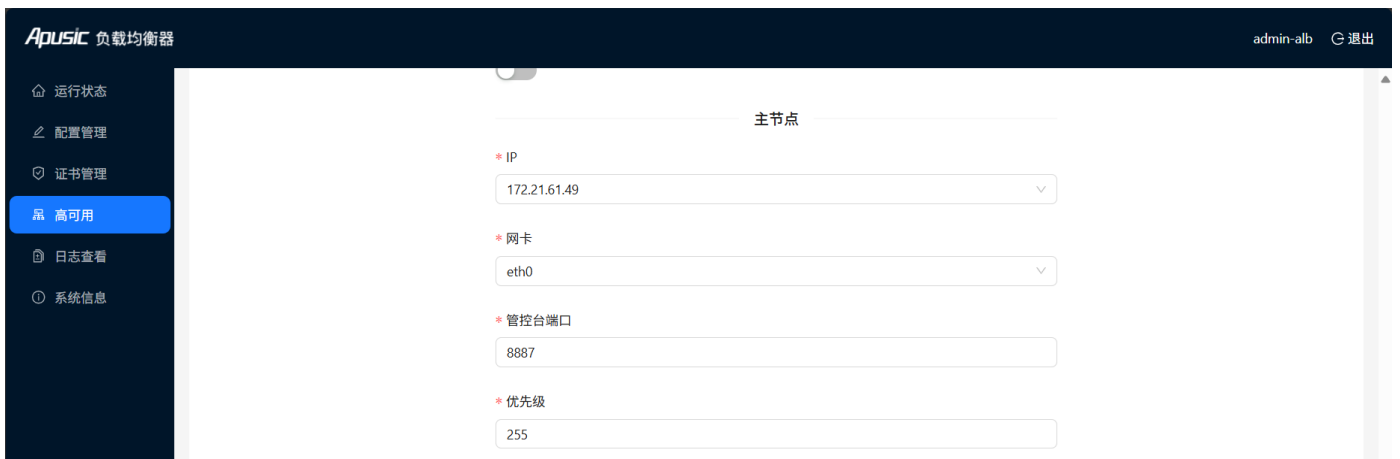 Apusic 负载均衡器
admin-alb 退出
运行状态
配置管理
证书管理
高可用
日志查看
系统信息
主节点
* IP
172.21.61.49
* 网卡
eth0
* 管控台端口
8887
* 优先级
255